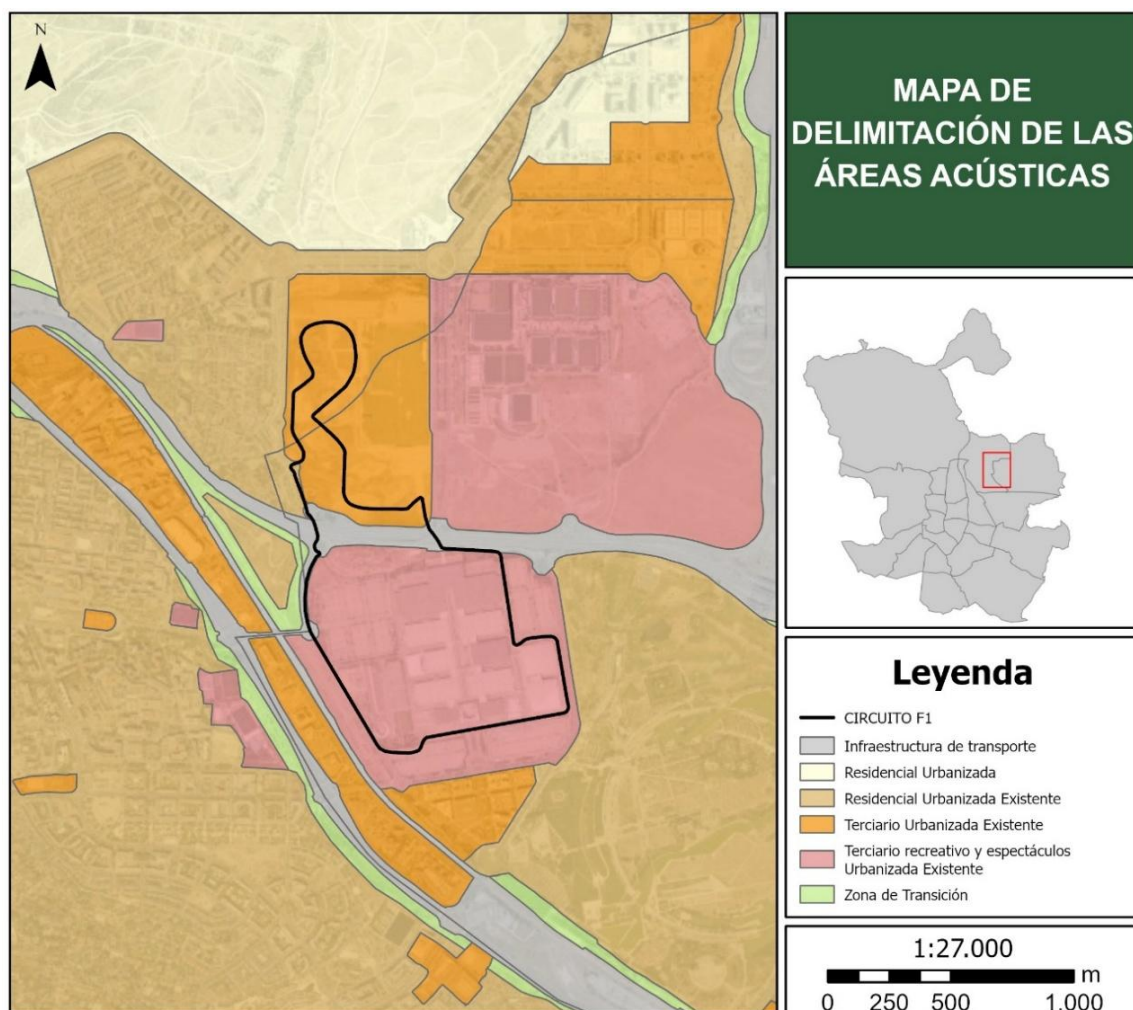 N
MAPA DE
DELIMITACIÓN DE LAS
ÁREAS ACÚSTICAS
Leyenda
CIRCUITO F1
Infraestructura de transporte
Residencial Urbanizada
Residencial Urbanizada Existente
Terciario Urbanizada Existente
Terciario recreativo y espectáculos
Urbanizada Existente
Zona de Transición
1:27.000
m
0 250 500 1.000